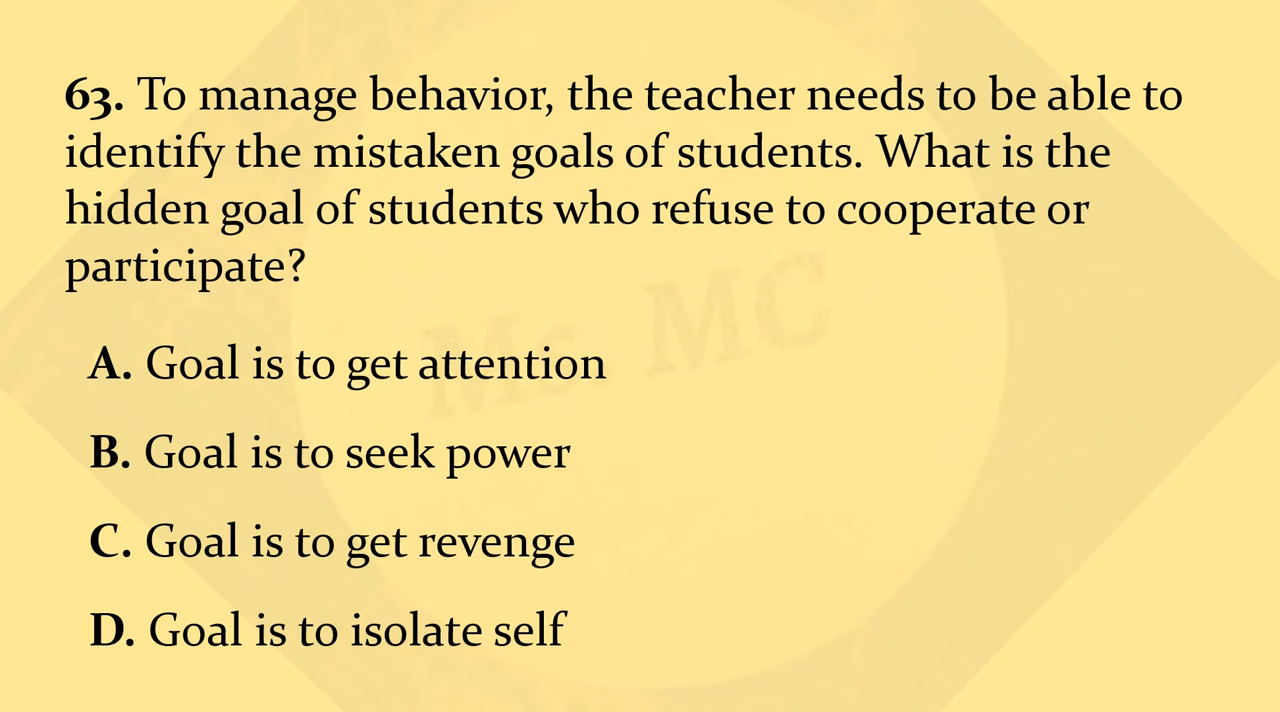 63. To manage behavior, the teacher needs to be able to
identify the mistaken goals of students. What is the
hidden goal of students who refuse to cooperate or
participate?
Ms MC
A. Goal is to get attention
B. Goal is to seek power
C. Goal is to get revenge
D. Goal is to isolate self